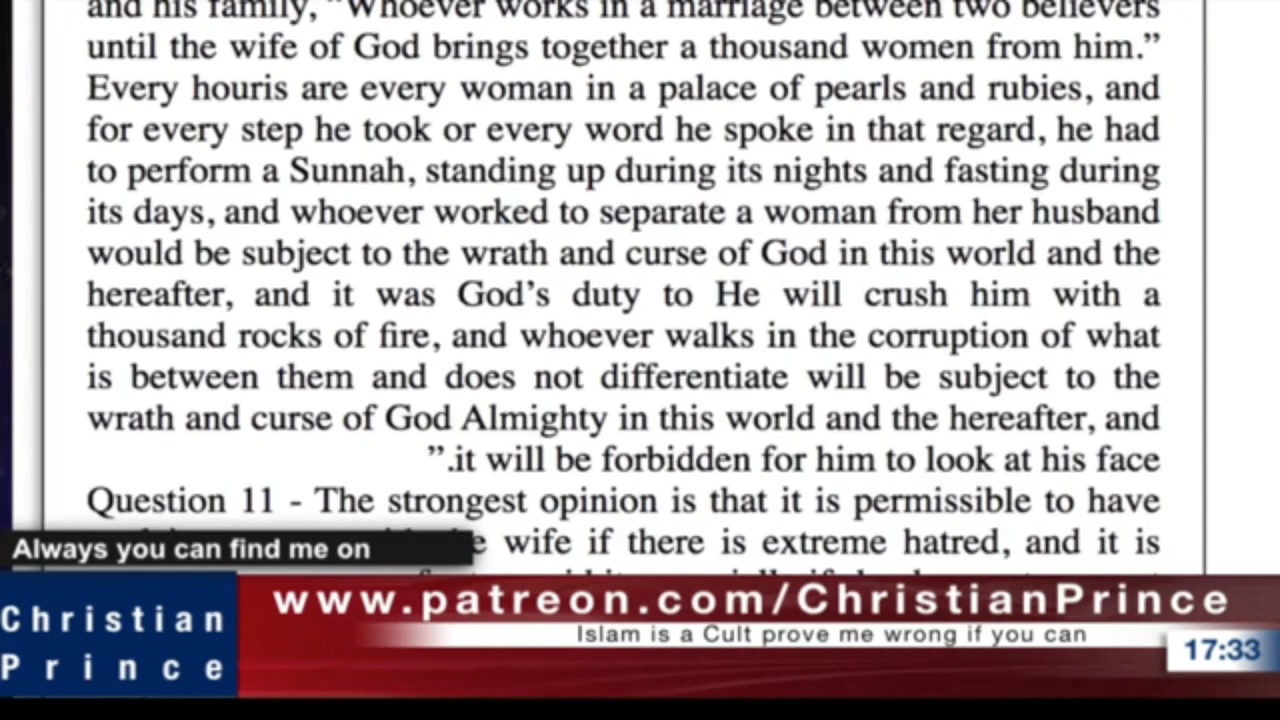 and his family, "Whoever works in a marriage between two believers
until the wife of God brings together a thousand women from him.”
Every houris are every woman in a palace of pearls and rubies, and
for every step he took or every word he spoke in that regard, he had
to perform a Sunnah, standing up during its nights and fasting during
its days, and whoever worked to separate a woman from her husband
would be subject to the wrath and curse of God in this world and the
hereafter, and it was God’s duty to He will crush him with a
thousand rocks of fire, and whoever walks in the corruption of what
is between them and does not differentiate will be subject to the
wrath and curse of God Almighty in this world and the hereafter, and
”.it will be forbidden for him to look at his face
Question 11 - The strongest opinion is that it is permissible to have
wife if there is extreme hatred, and it is
Always you can find me on
www.patreon.com/ChristianPrince
Islam is a Cult prove me wrong if you can
Christian
Prince
17:33